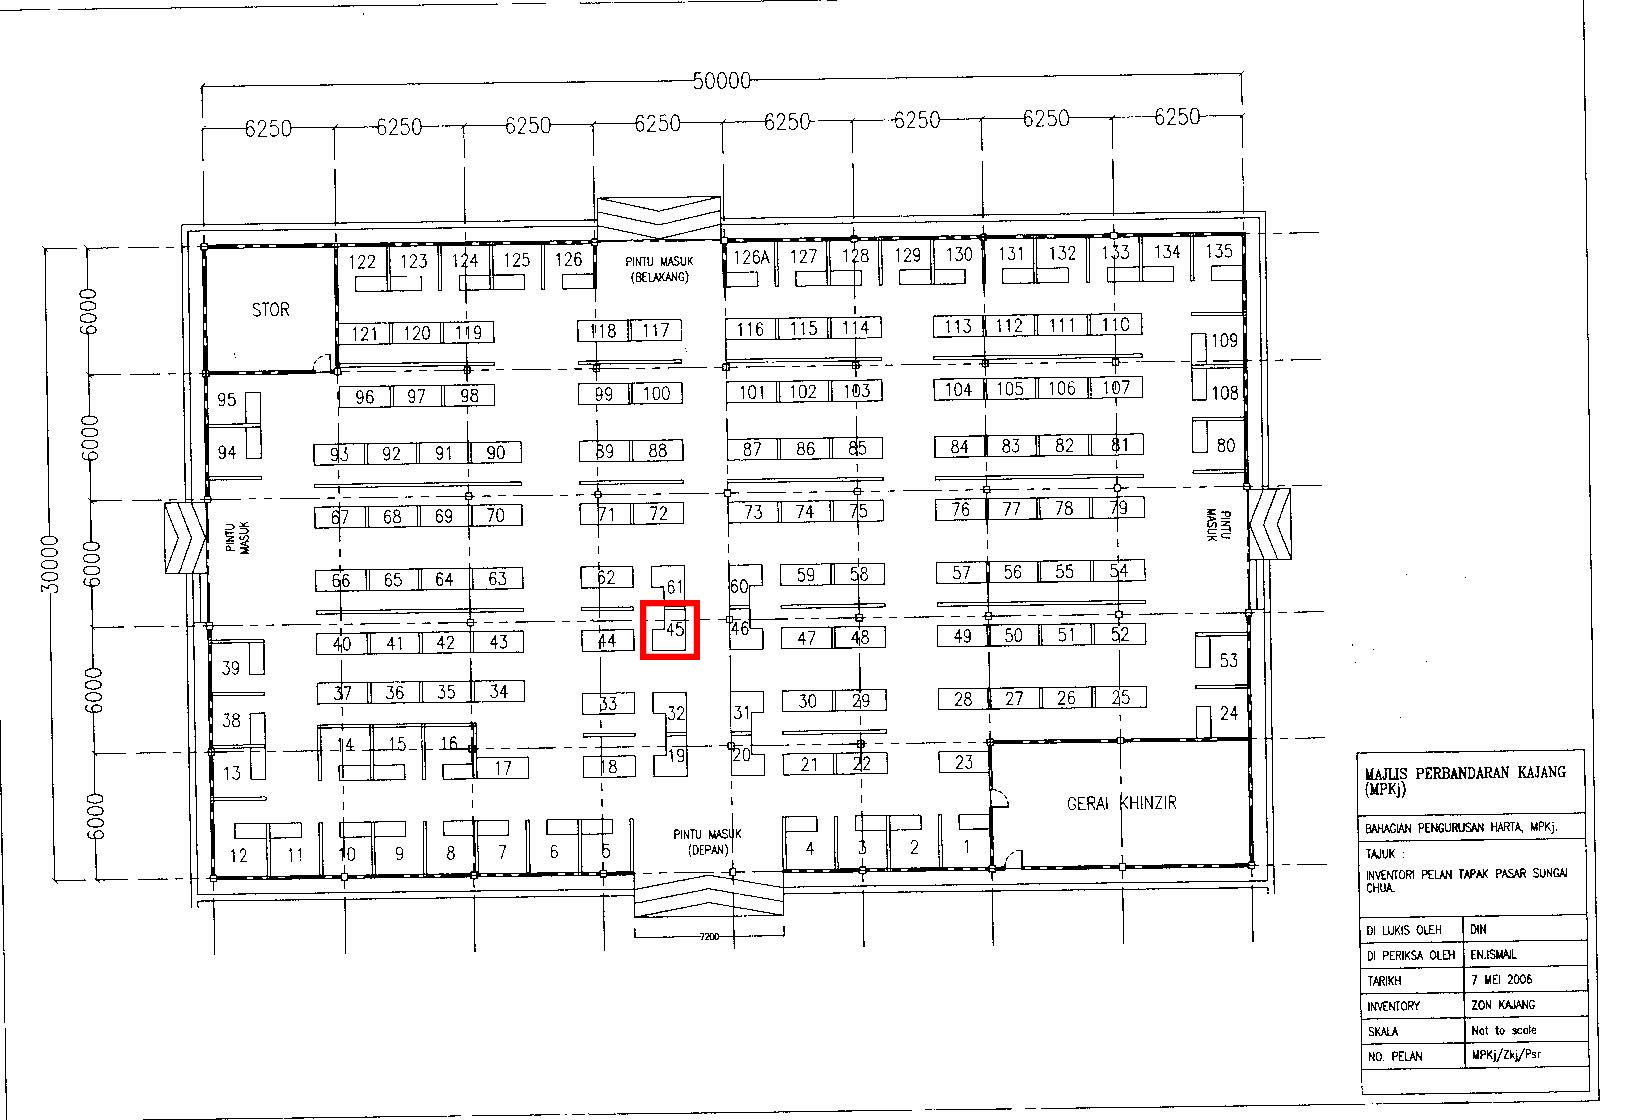 50000
6250 6250 6250 6250 6250 6250 6250 6250
122 123 124 125 126 PINTU MASUK 126A 127 128 129 130 131 132 133 134 135
(BELAKANG)
6000 STOR
121 120 119 118 117 116 115 114 113 112 111 110 109
96 97 98 99 100 101 102 103 104 105 106 107 108
95
6000 94 93 92 91 90 89 88 87 86 85 84 83 82 81 80
67 68 69 70 71 72 73 74 75 76 77 78 79
30000 6000 PINTU MASUK PINTU MASUK
66 65 64 63 62 61 60 59 58 57 56 55 54
40 41 42 43 44 45 46 47 48 49 50 51 52 53
39
6000 37 36 35 34 33 32 31 30 29 28 27 26 25 24
38
14 15 16 19 20
13 17 18 21 22 23
6000 GERAI KHINZIR
PINTU MASUK
(DEPAN)
12 11 10 9 8 7 6 5 4 3 2 1
7200
MAJLIS PERBANDARAN KAJANG
(MPKj)
BAHAGIAN PENGURUSAN HARTA, MPKj.
TAJUK :
INVENTORI PELAN TAPAK PASAR SUNGAI
CHUA.
DI LUKIS OLEH DIN
DI PERIKSA OLEH EN.ISMAIL
TARIKH 7 MEI 2006
INVENTORY ZON KAJANG
SKALA Not to scale
NO. PELAN MPKj/Zkj/Psr